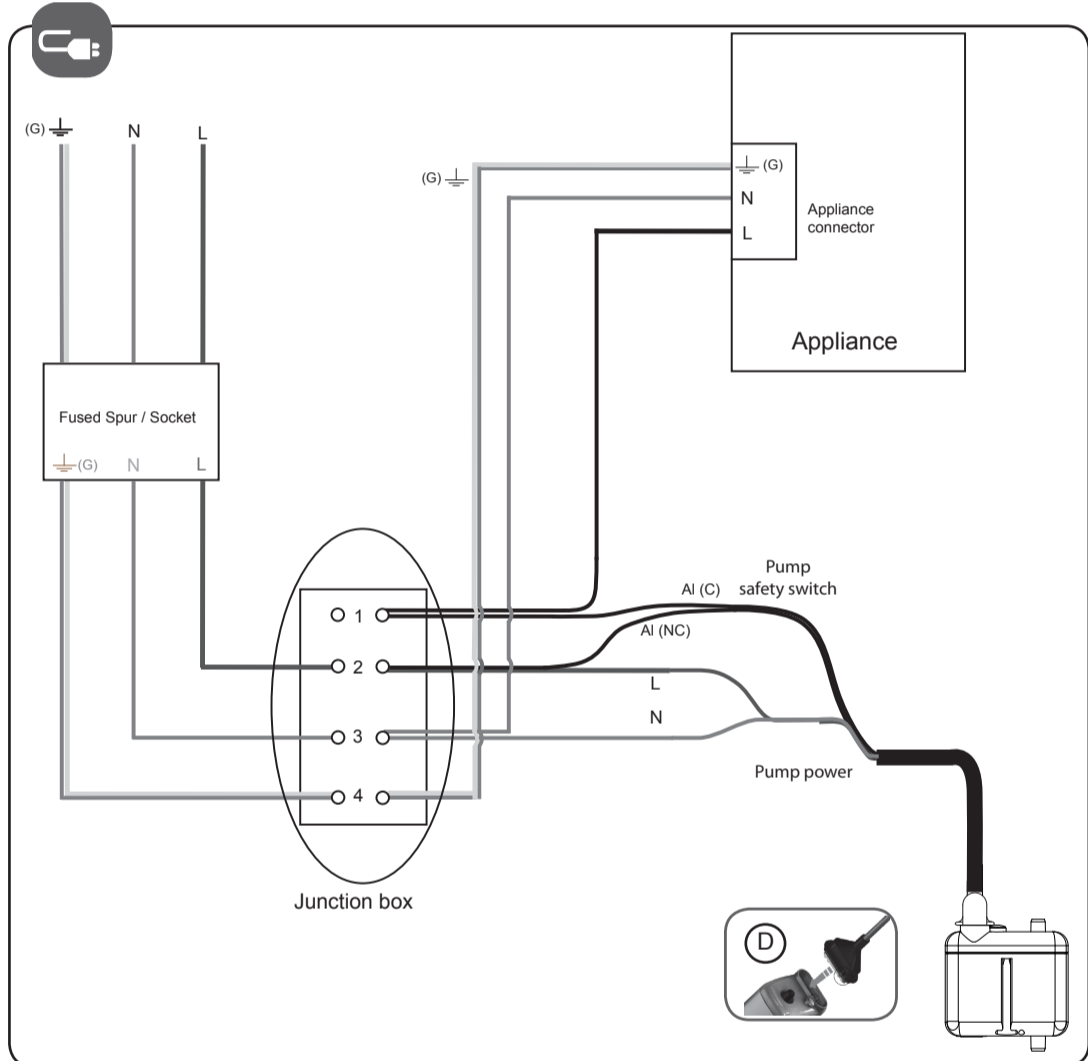 (G)
N
L
Fused Spur / Socket
(G)
N
L
(G)
(G)
N
L
Appliance
connector
Appliance
1
2
3
4
Junction box
Al (C)
Al (NC)
Pump
safety switch
L
N
Pump power
D